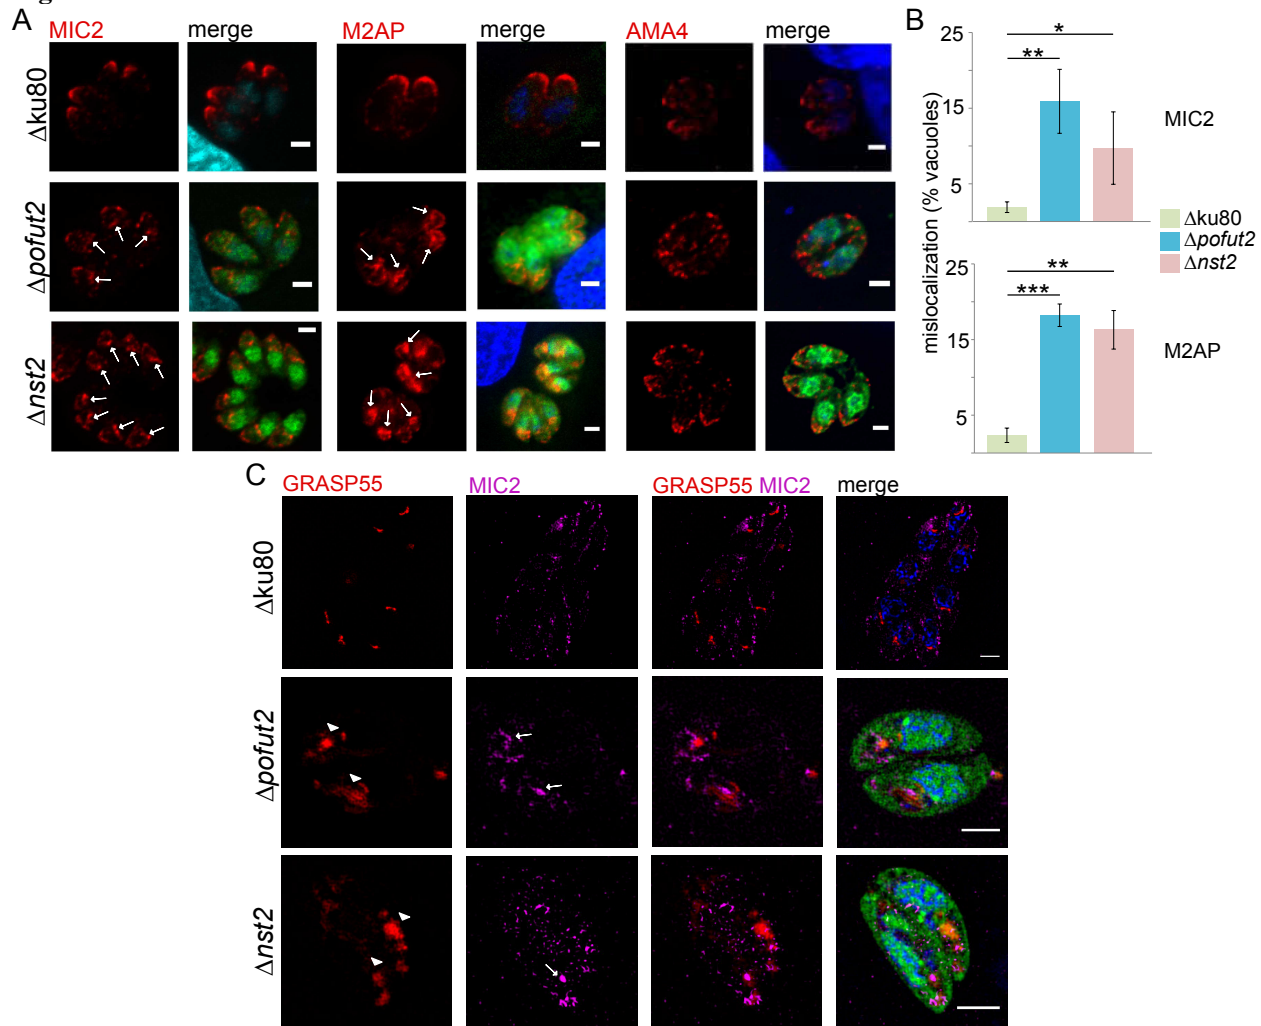 A
MIC2 merge M2AP merge AMA4 merge
Δku80
Δpofut2
Δnst2
B
25
15
5
mislocalization (% vacuoles)
*
**
MIC2
Δku80
Δpofut2
Δnst2
25
15
5
**
***
M2AP
C
GRASP55 MIC2 GRASP55 MIC2 merge
Δku80
Δpofut2
Δnst2